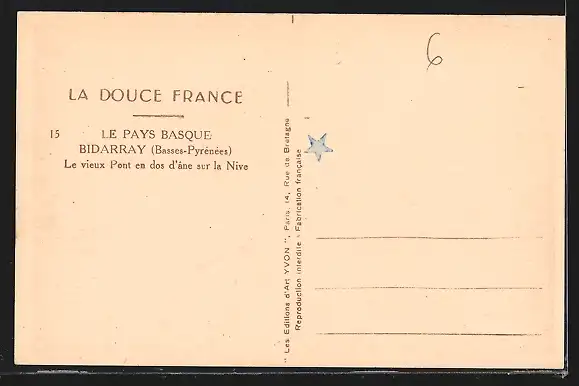 LA DOUCE FRANCE
15 LE PAYS BASQUE
BIDARRAY (Basses-Pyrénées)
Le vieux Pont en dos d'âne sur la Nive
" Les Editions d'Art YVON ", Paris, 14, Rue de Bretagne
Reproduction interdite - Fabrication française
6